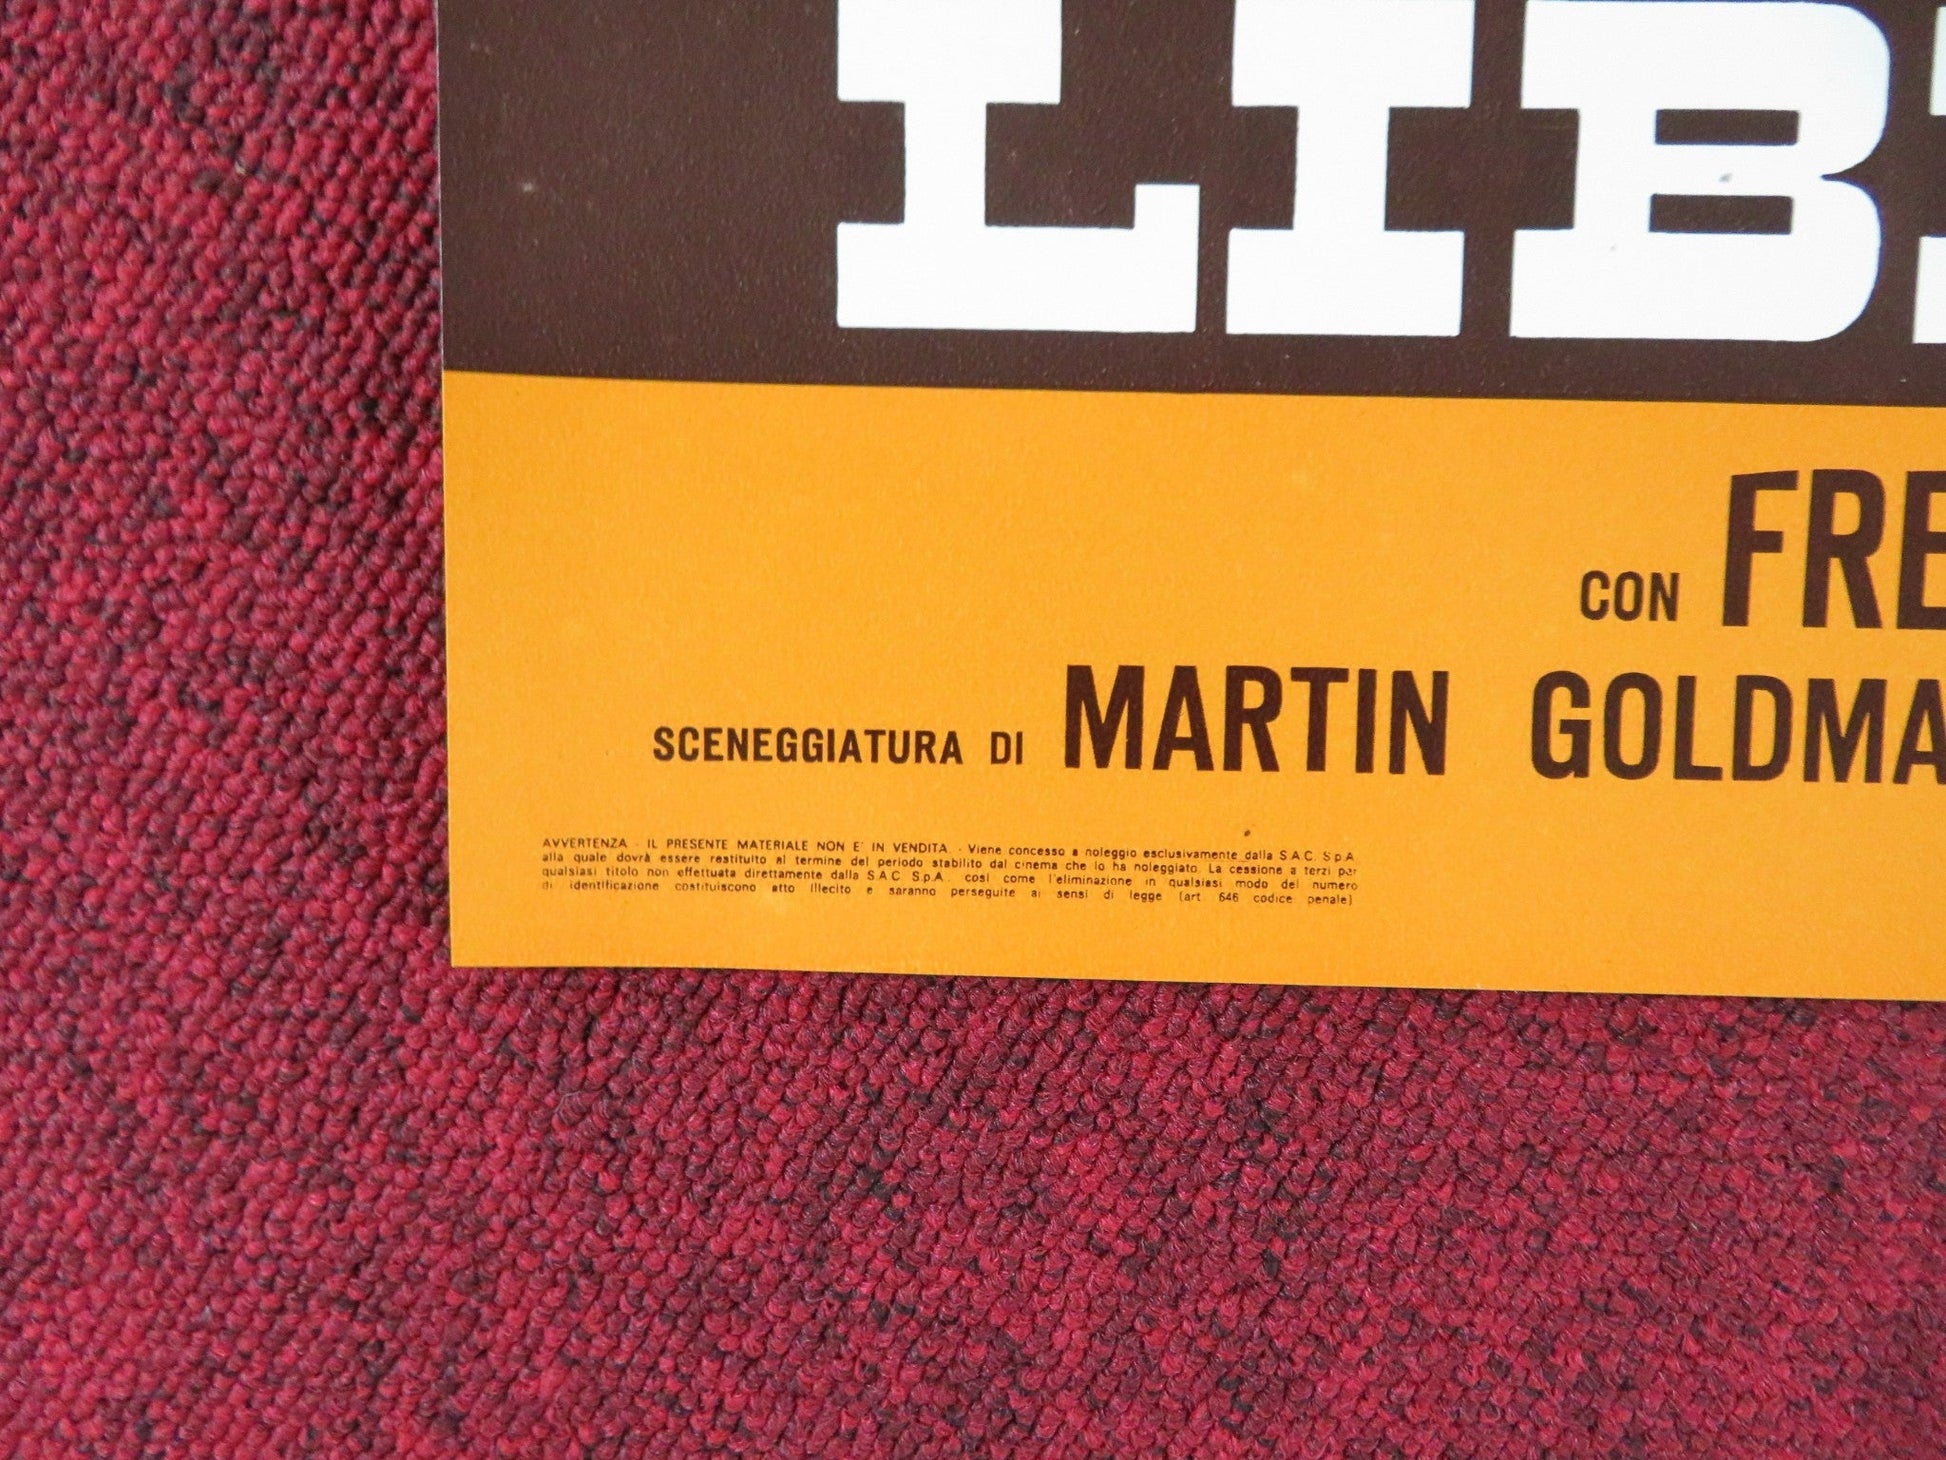 LIB
CON FRE
SCENEGGIATURA DI MARTIN GOLDMA
AVVERTENZA - IL PRESENTE MATERIALE NON E' IN VENDITA - Viene concesso a noleggio esclusivamente dalla S.A.C. S.p.A.
alla quale dovrà essere restituito al termine del periodo stabilito dal cinema che lo ha noleggiato. La cessione a terzi per
qualsiasi titolo non effettuata direttamente dalla S.A.C. S.p.A. così come l'eliminazione in qualsiasi modo del numero
di identificazione costituiscono atto illecito e saranno perseguite ai sensi di legge (art. 646 codice penale)